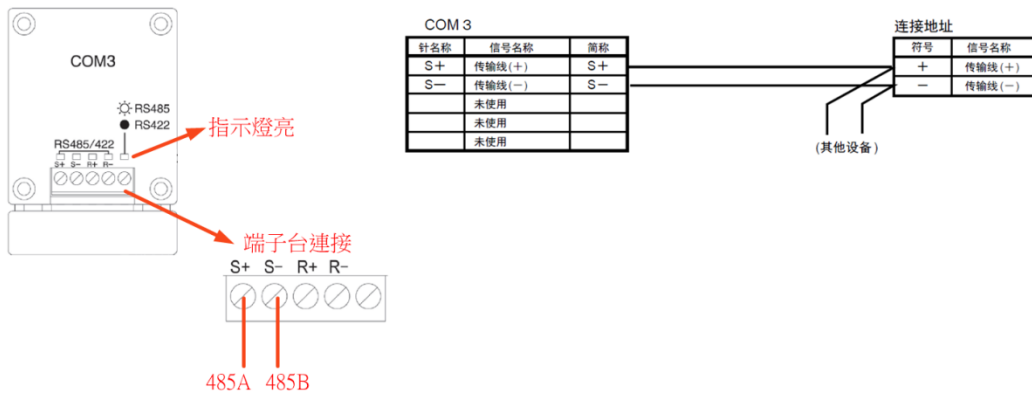 COM3
RS485
RS422
RS485/422
S+ S- R+ R-
指示燈亮
端子台連接
S+ S- R+ R-
485A 485B
COM 3
针名称 信号名称 简称
S+ 传输线(+) S+
S- 传输线(-) S-
未使用
未使用
未使用
连接地址
符号 信号名称
+ 传输线(+)
- 传输线(-)
(其他设备)